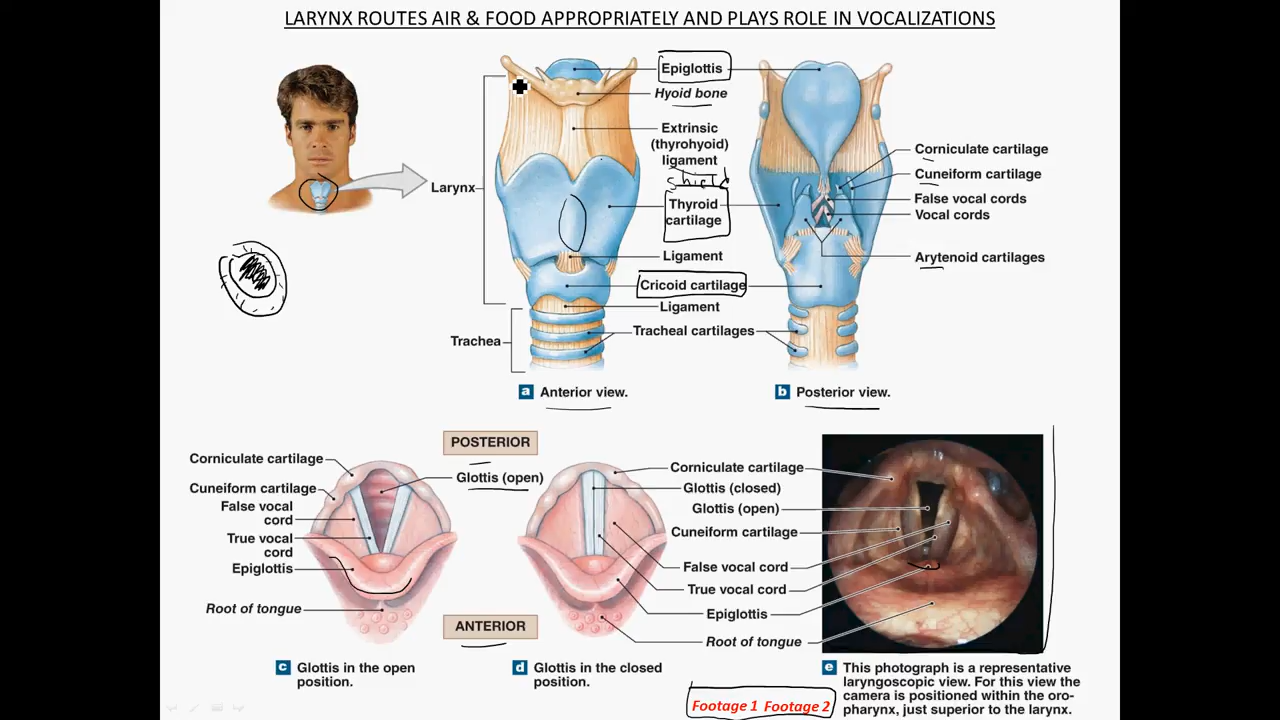 LARYNX ROUTES AIR & FOOD APPROPRIATELY AND PLAYS ROLE IN VOCALIZATIONS
Epiglottis
Hyoid bone
Extrinsic
(thyrohyoid)
ligament
Shield
Larynx
Thyroid
cartilage
Ligament
Cricoid cartilage
Ligament
Tracheal cartilages
Trachea
Corniculate cartilage
Cuneiform cartilage
False vocal cords
Vocal cords
Arytenoid cartilages
a Anterior view.
b Posterior view.
POSTERIOR
Corniculate cartilage
Cuneiform cartilage
False vocal
cord
True vocal
cord
Epiglottis
Root of tongue
Glottis (open)
ANTERIOR
Corniculate cartilage
Glottis (closed)
Glottis (open)
Cuneiform cartilage
False vocal cord
True vocal cord
Epiglottis
Root of tongue
c Glottis in the open
position.
d Glottis in the closed
position.
e This photograph is a representative
laryngoscopic view. For this view the
camera is positioned within the oro-
pharynx, just superior to the larynx.
Footage 1 Footage 2